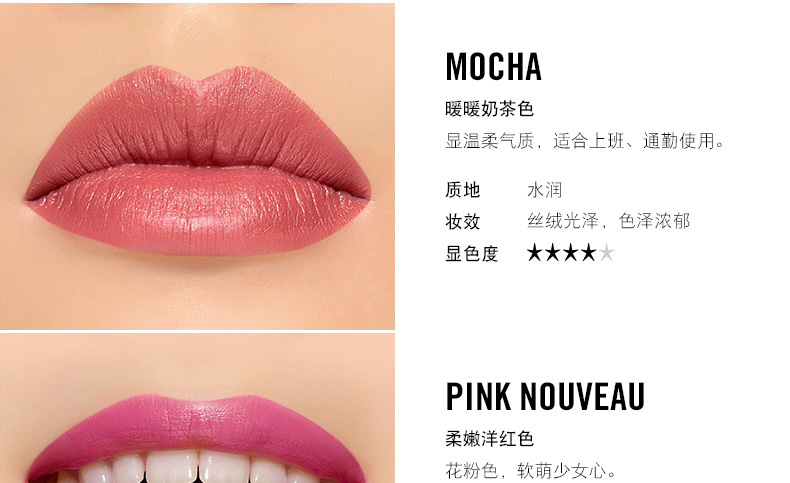 MOCHA
暖暖奶茶色
显温柔气质，适合上班、通勤使用。
质地 水润
妆效 丝绒光泽，色泽浓郁
显色度 ★★★★★
PINK NOUVEAU
柔嫩洋红色
花粉色，软萌少女心。